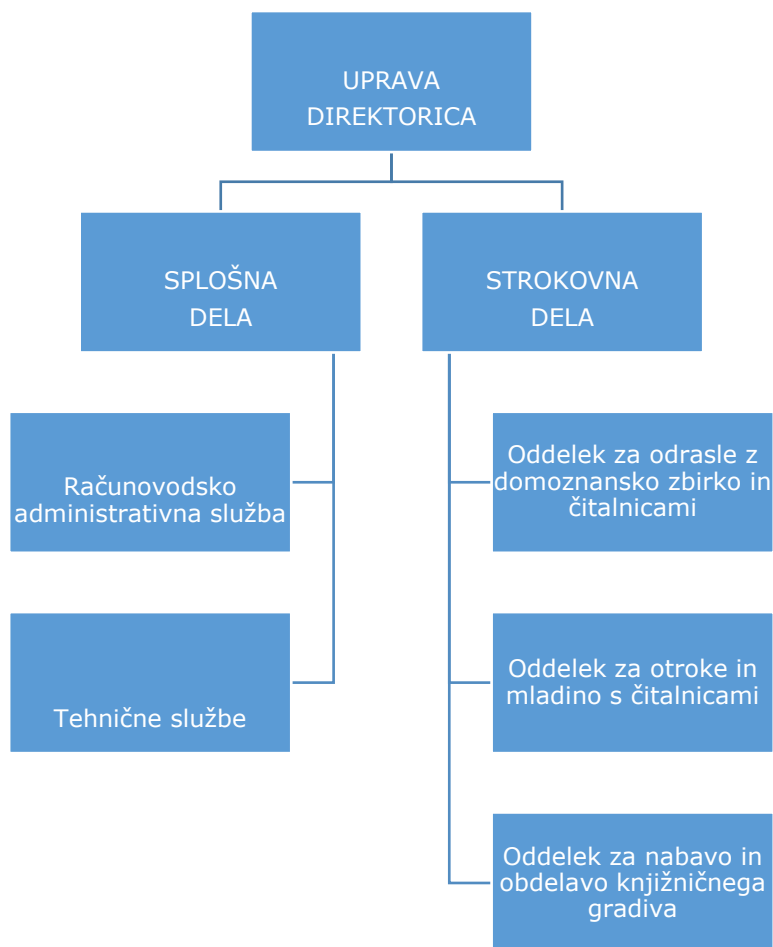 UPRAVA
DIREKTORICA
SPLOŠNA
DELA
STROKOVNA
DELA
Računovodsko
administrativna služba
Tehnične službe
Oddelek za odrasle z
domoznansko zbirko in
čitalnicami
Oddelek za otroke in
mladino s čitalnicami
Oddelek za nabavo in
obdelavo knjižničnega
gradiva